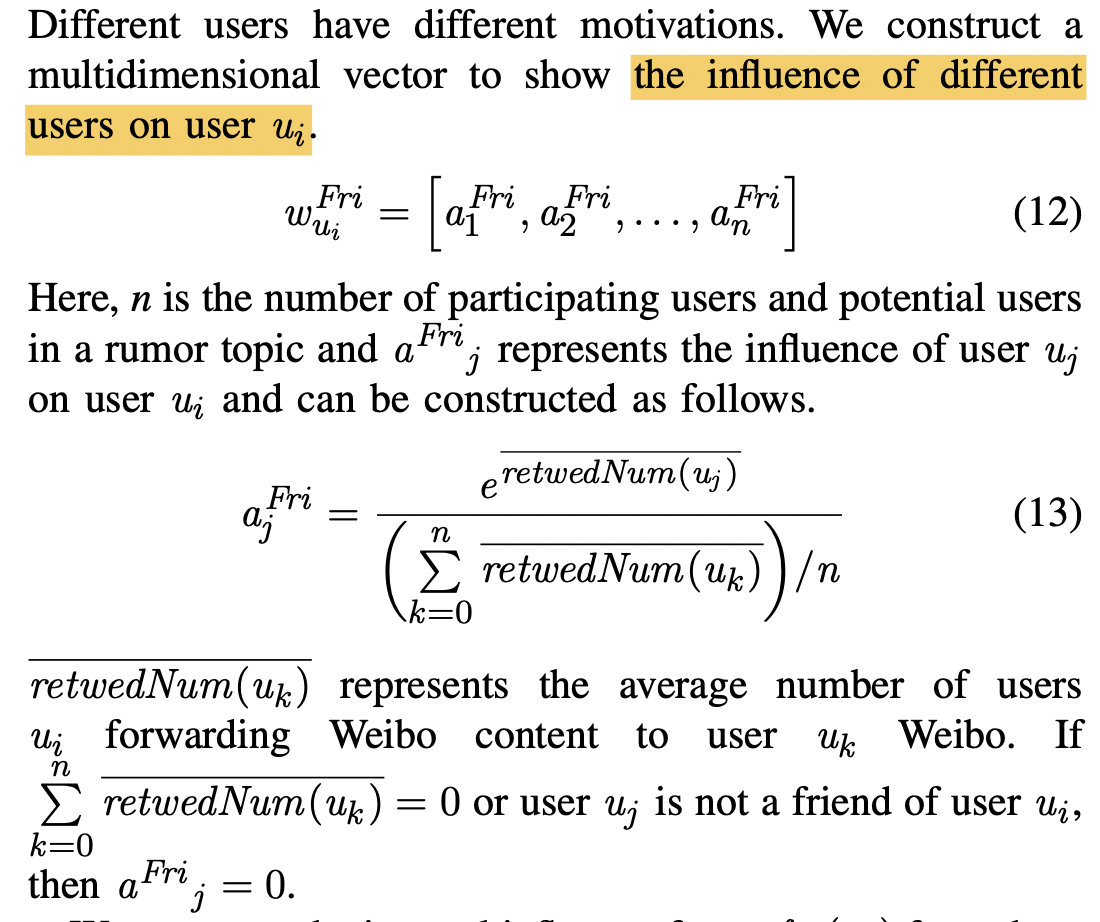 Different users have different motivations. We construct a
multidimensional vector to show the influence of different
users on user $u_i$.
$w_{u_i}^{Fri} = \left[ a_1^{Fri}, a_2^{Fri}, \ldots, a_n^{Fri} \right]$ (12)
Here, $n$ is the number of participating users and potential users
in a rumor topic and $a^{Fri}{}_j$ represents the influence of user $u_j$
on user $u_i$ and can be constructed as follows.
$a_j^{Fri} = \frac{e^{\overline{retwedNum(u_j)}}}{\left( \sum_{k=0}^{n} \overline{retwedNum(u_k)} \right) / n}$ (13)
$\overline{retwedNum(u_k)}$ represents the average number of users
$u_i$ forwarding Weibo content to user $u_k$ Weibo. If
$\sum_{k=0}^{n} \overline{retwedNum(u_k)} = 0$ or user $u_j$ is not a friend of user $u_i$,
then $a^{Fri}{}_j = 0$.